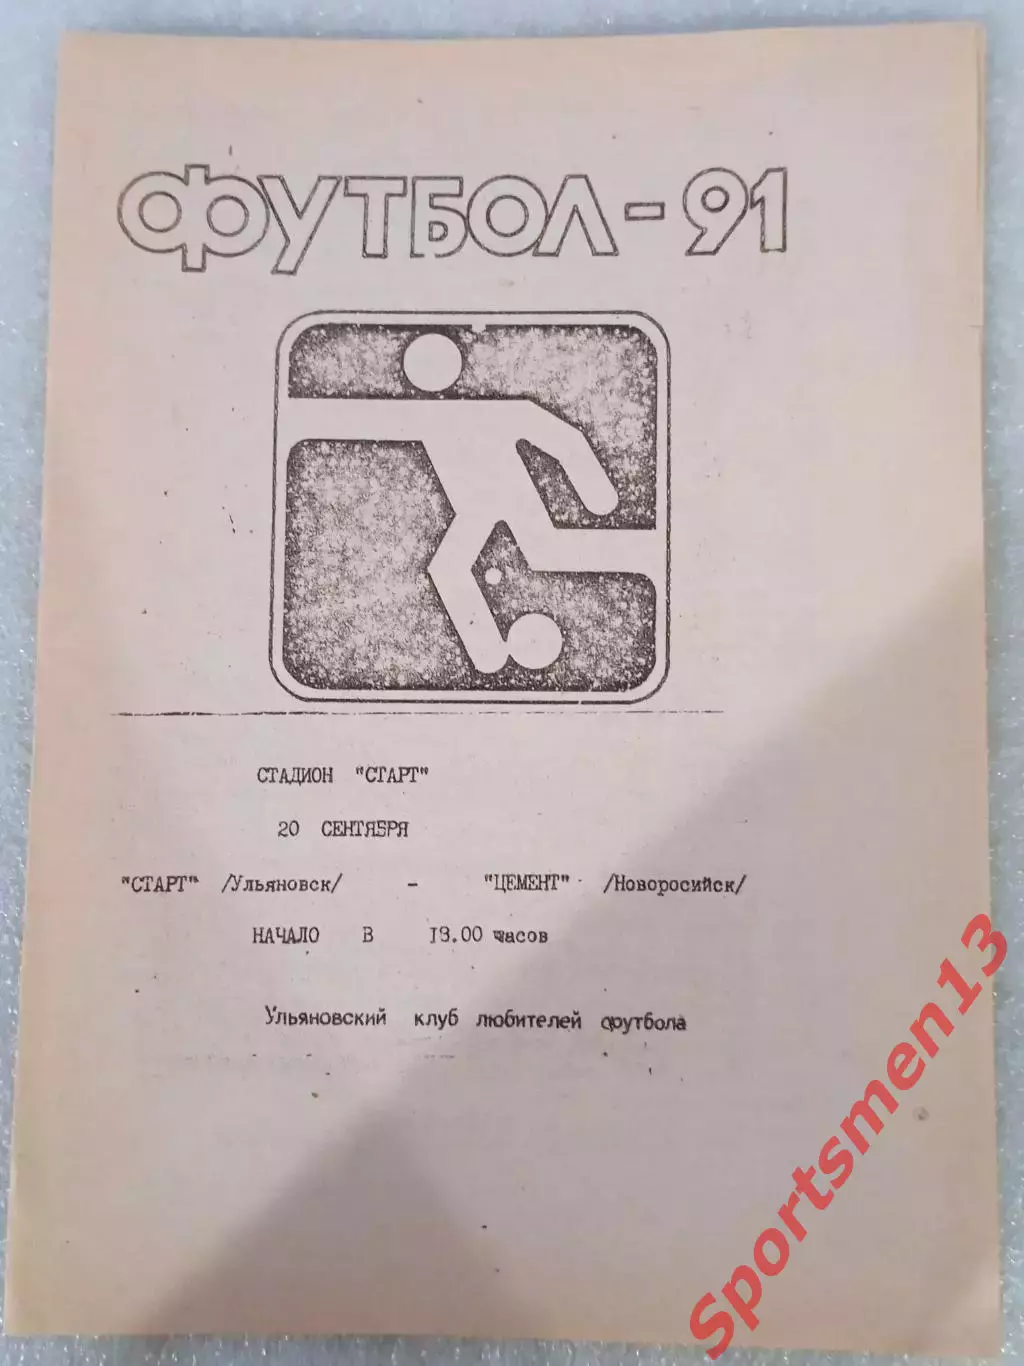 ФУТБОЛ-91
СТАДИОН "СТАРТ"
20 СЕНТЯБРЯ
"СТАРТ" /Ульяновск/ - "ЦЕМЕНТ" /Новоросийск/
НАЧАЛО В 18.00 часов
Ульяновский клуб любителей футбола
Sportsmen13